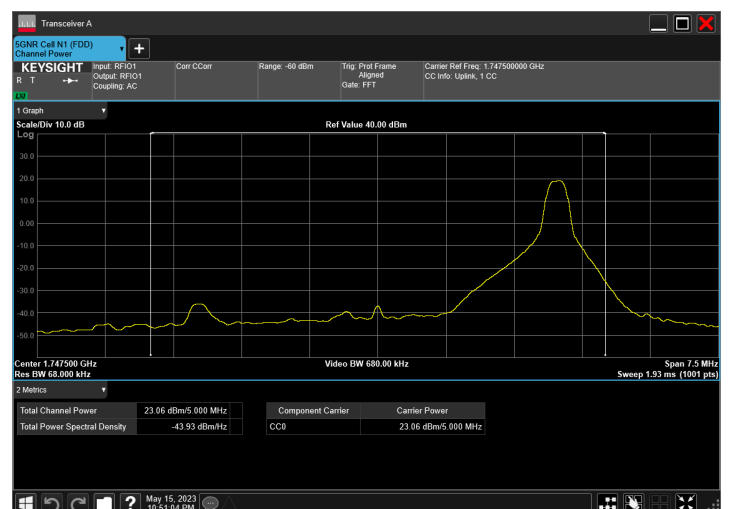 Transceiver A
5GNR Cell N1 (FDD)
Channel Power
KEYSIGHT
R T
LXI
Input: RFIO1
Output: RFIO1
Coupling: AC
Corr CCorr
Range: -60 dBm
Trig: Prot Frame
Aligned
Gate: FFT
Carrier Ref Freq: 1.747500000 GHz
CC Info: Uplink, 1 CC
1 Graph
Scale/Div 10.0 dB
Ref Value 40.00 dBm
Log
30.0
20.0
10.0
0.00
-10.0
-20.0
-30.0
-40.0
-50.0
Center 1.747500 GHz
Video BW 680.00 kHz
Span 7.5 MHz
Res BW 68.000 kHz
Sweep 1.93 ms (1001 pts)
2 Metrics
Total Channel Power 23.06 dBm/5.000 MHz
Total Power Spectral Density -43.93 dBm/Hz
Component Carrier Carrier Power
CC0 23.06 dBm/5.000 MHz
?
May 15, 2023
10:51:04 PM